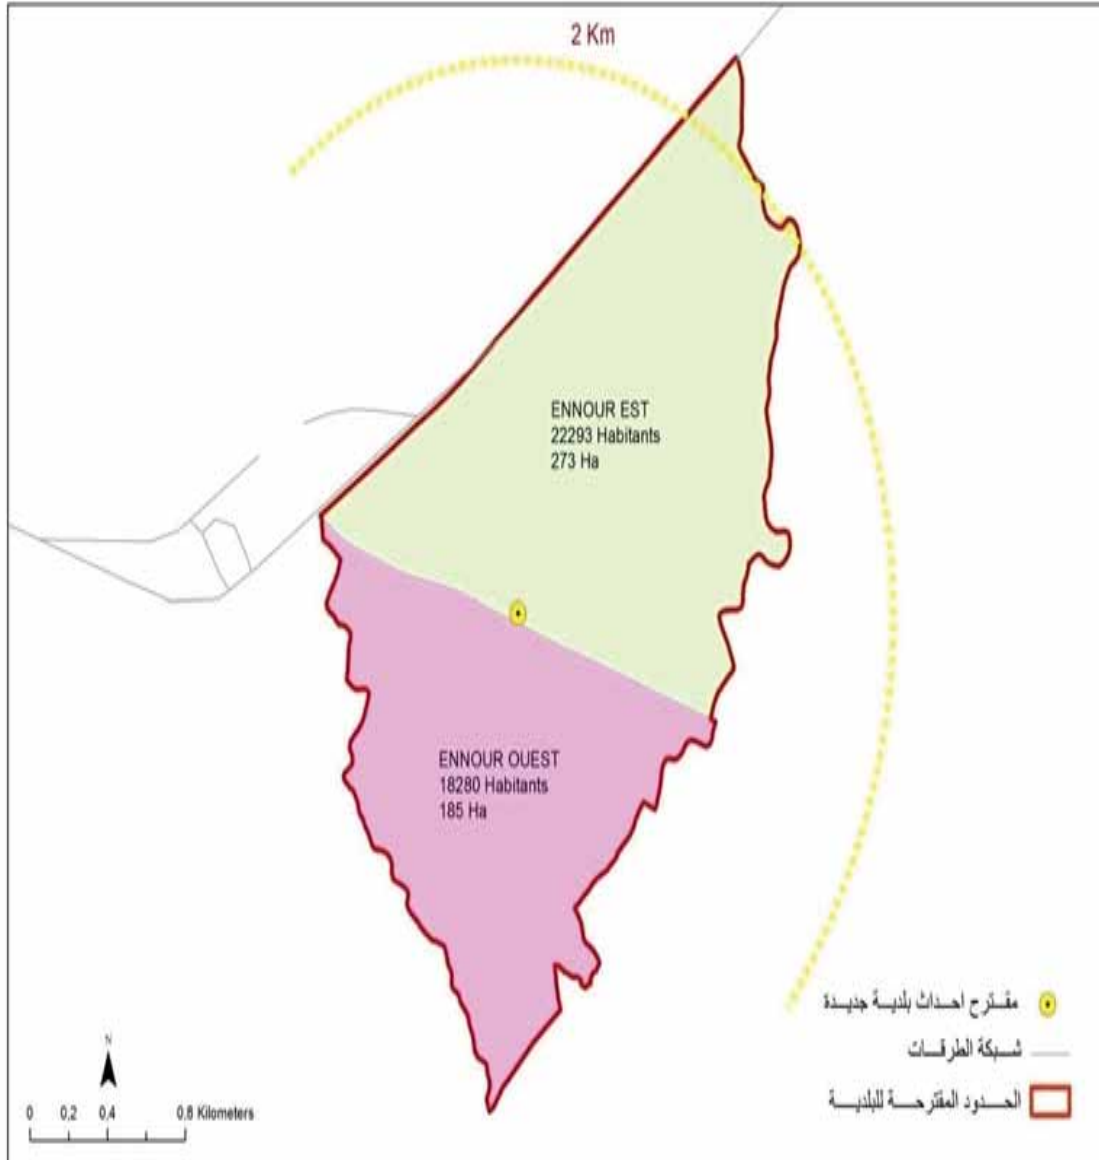 2 Km
ENNOUR EST
22293 Habitants
273 Ha
ENNOUR OUEST
18280 Habitants
185 Ha
مقترح احداث بلدية جديدة
شبكة الطرقات
الحدود المقترحة للبلدية
N
0 0,2 0,4 0,8 Kilometers